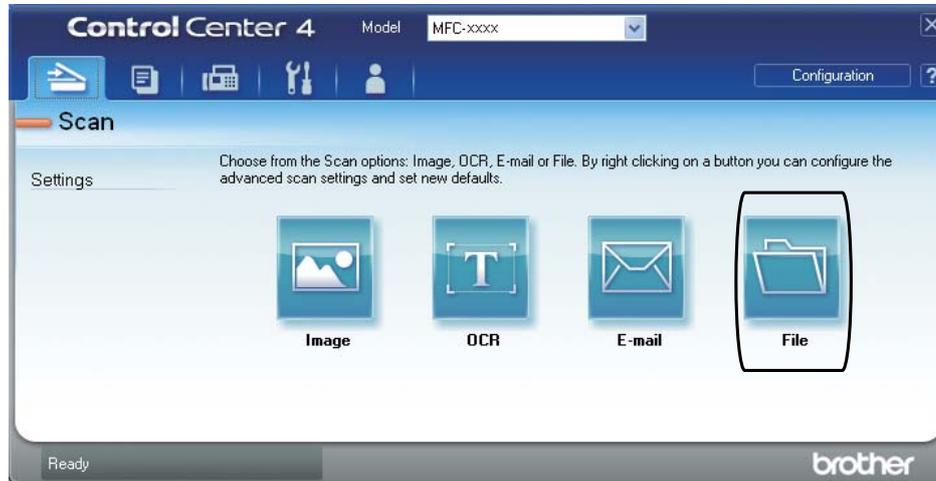 Control Center 4
Model
MFC-xxxx
Configuration
?
Scan
Settings
Choose from the Scan options: Image, OCR, E-mail or File. By right clicking on a button you can configure the
advanced scan settings and set new defaults.
T
Image
OCR
E-mail
File
Ready
brother